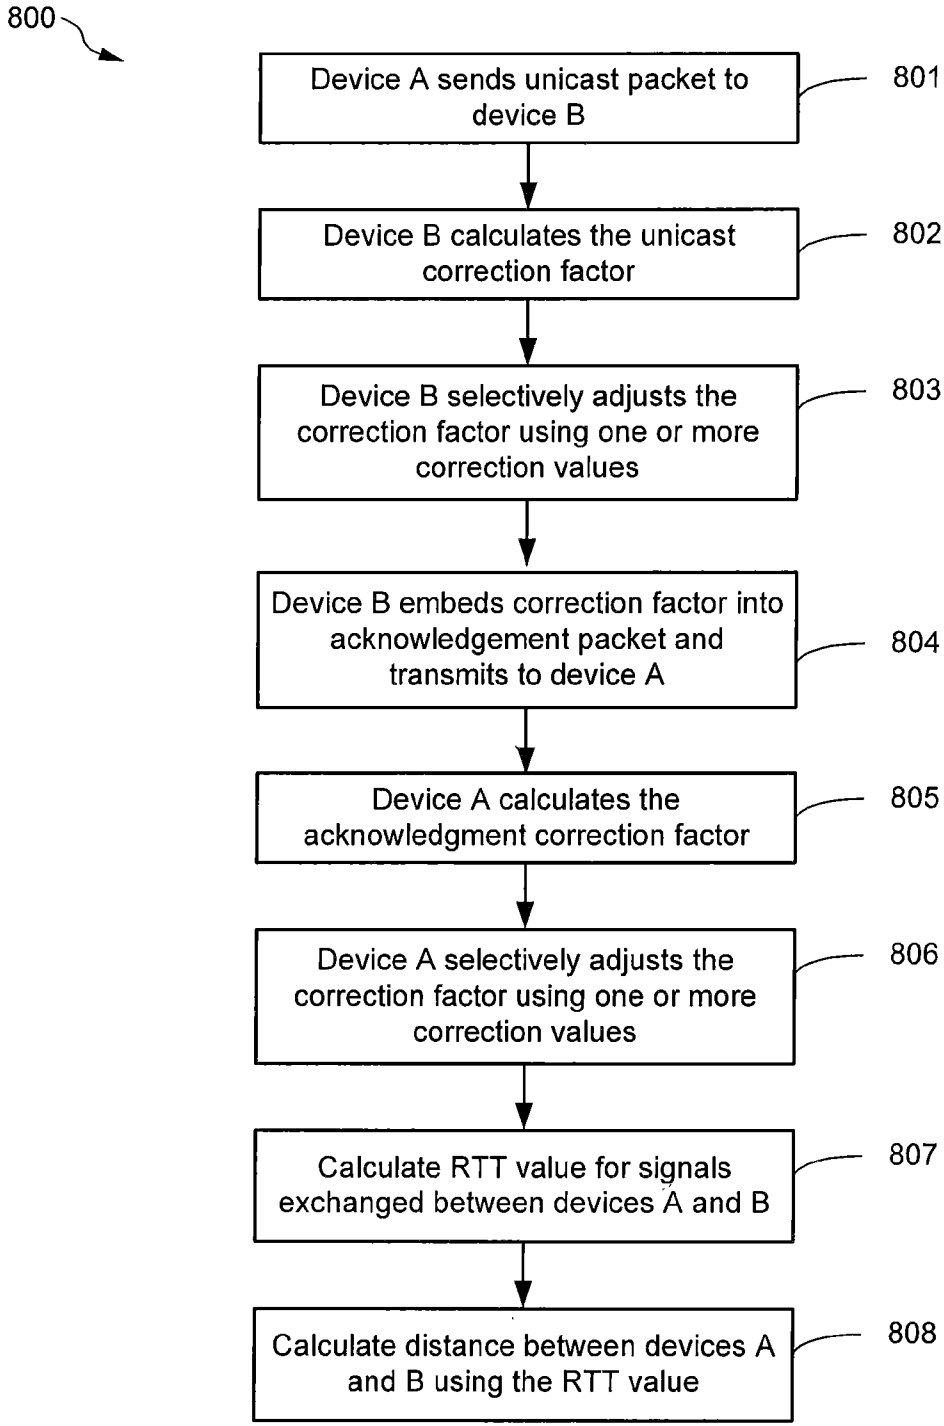 800
Device A sends unicast packet to
device B
801
Device B calculates the unicast
correction factor
802
Device B selectively adjusts the
correction factor using one or more
correction values
803
Device B embeds correction factor into
acknowledgement packet and
transmits to device A
804
Device A calculates the
acknowledgment correction factor
805
Device A selectively adjusts the
correction factor using one or more
correction values
806
Calculate RTT value for signals
exchanged between devices A and B
807
Calculate distance between devices A
and B using the RTT value
808